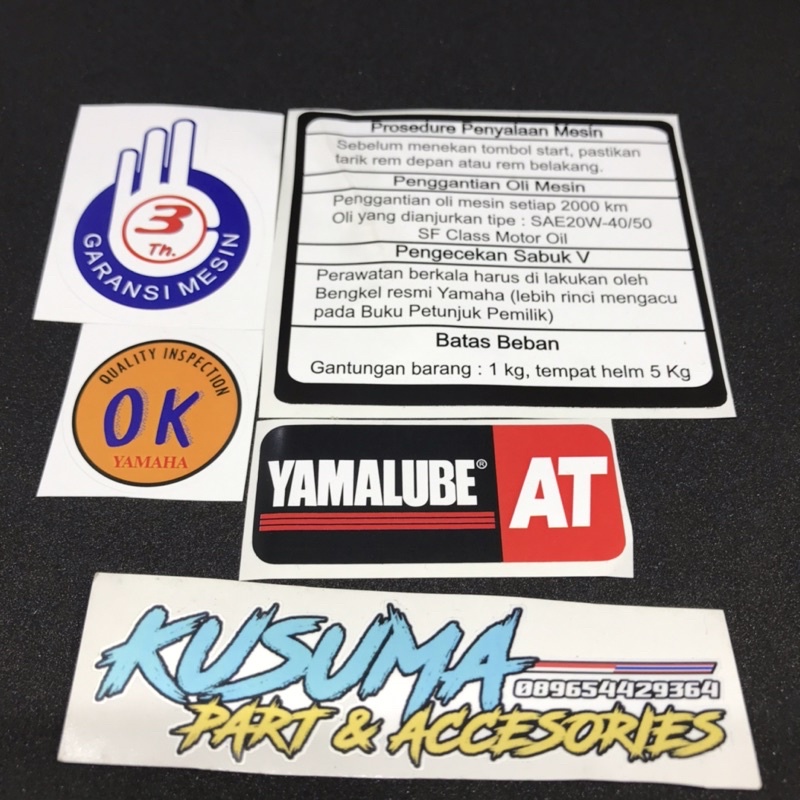 3
Th.
GARANSI MESIN
Prosedure Penyalaan Mesin
Sebelum menekan tombol start, pastikan
tarik rem depan atau rem belakang.
Penggantian Oli Mesin
Penggantian oli mesin setiap 2000 km
Oli yang dianjurkan tipe : SAE20W-40/50
SF Class Motor Oil
Pengecekan Sabuk V
Perawatan berkala harus di lakukan oleh
Bengkel resmi Yamaha (lebih rinci mengacu
pada Buku Petunjuk Pemilik)
Batas Beban
Gantungan barang : 1 kg, tempat helm 5 Kg
QUALITY INSPECTION
OK
YAMAHA
YAMALUBE® AT
KUSUMA
089654429364
PART & ACCESORIES